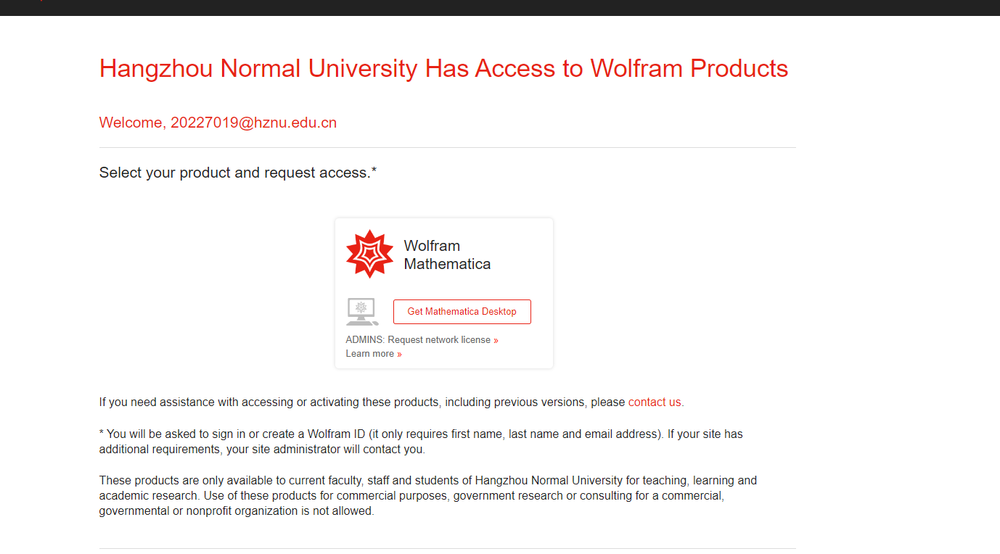 Hangzhou Normal University Has Access to Wolfram Products
Welcome, 20227019@hznu.edu.cn
Select your product and request access.*
Wolfram
Mathematica
Get Mathematica Desktop
ADMINS: Request network license »
Learn more »
If you need assistance with accessing or activating these products, including previous versions, please contact us.
* You will be asked to sign in or create a Wolfram ID (it only requires first name, last name and email address). If your site has
additional requirements, your site administrator will contact you.
These products are only available to current faculty, staff and students of Hangzhou Normal University for teaching, learning and
academic research. Use of these products for commercial purposes, government research or consulting for a commercial,
governmental or nonprofit organization is not allowed.